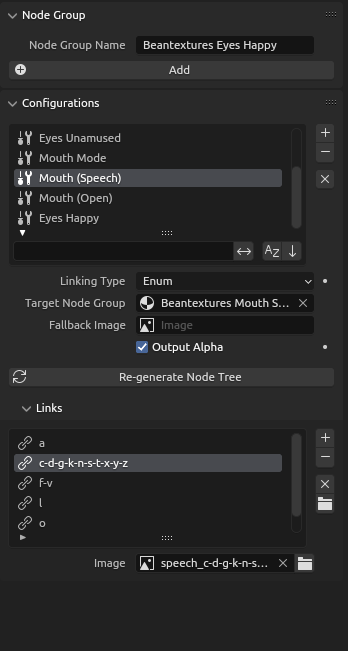 Node Group
Node Group Name Beantextures Eyes Happy
Add
Configurations
Eyes Unamused
Mouth Mode
Mouth (Speech)
Mouth (Open)
Eyes Happy
AZ
Linking Type Enum
Target Node Group Beantextures Mouth S...
Fallback Image Image
Output Alpha
Re-generate Node Tree
Links
a
c-d-g-k-n-s-t-x-y-z
f-v
l
o
Image speech_c-d-g-k-n-s...